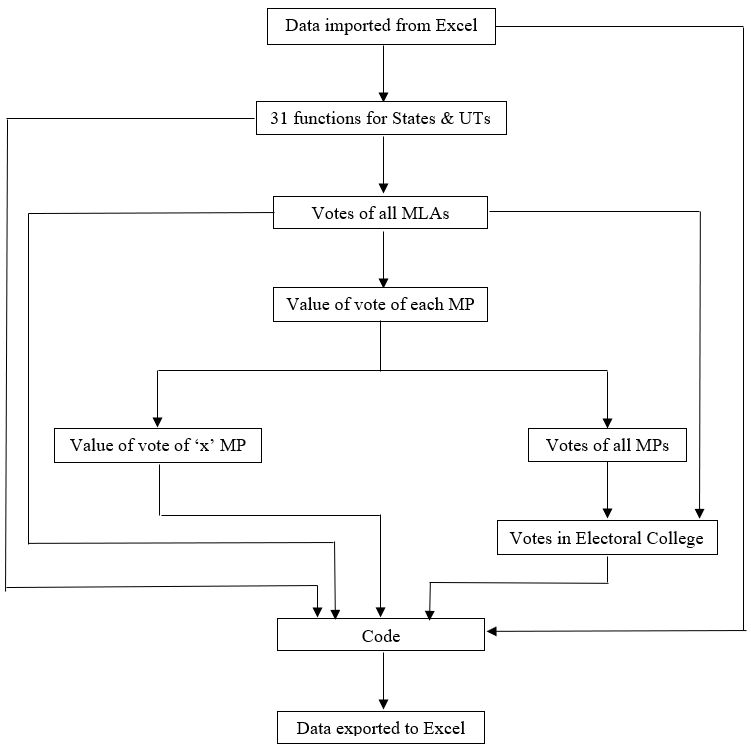 Data imported from Excel
31 functions for States & UTs
Votes of all MLAs
Value of vote of each MP
Value of vote of ‘x’ MP
Votes of all MPs
Votes in Electoral College
Code
Data exported to Excel